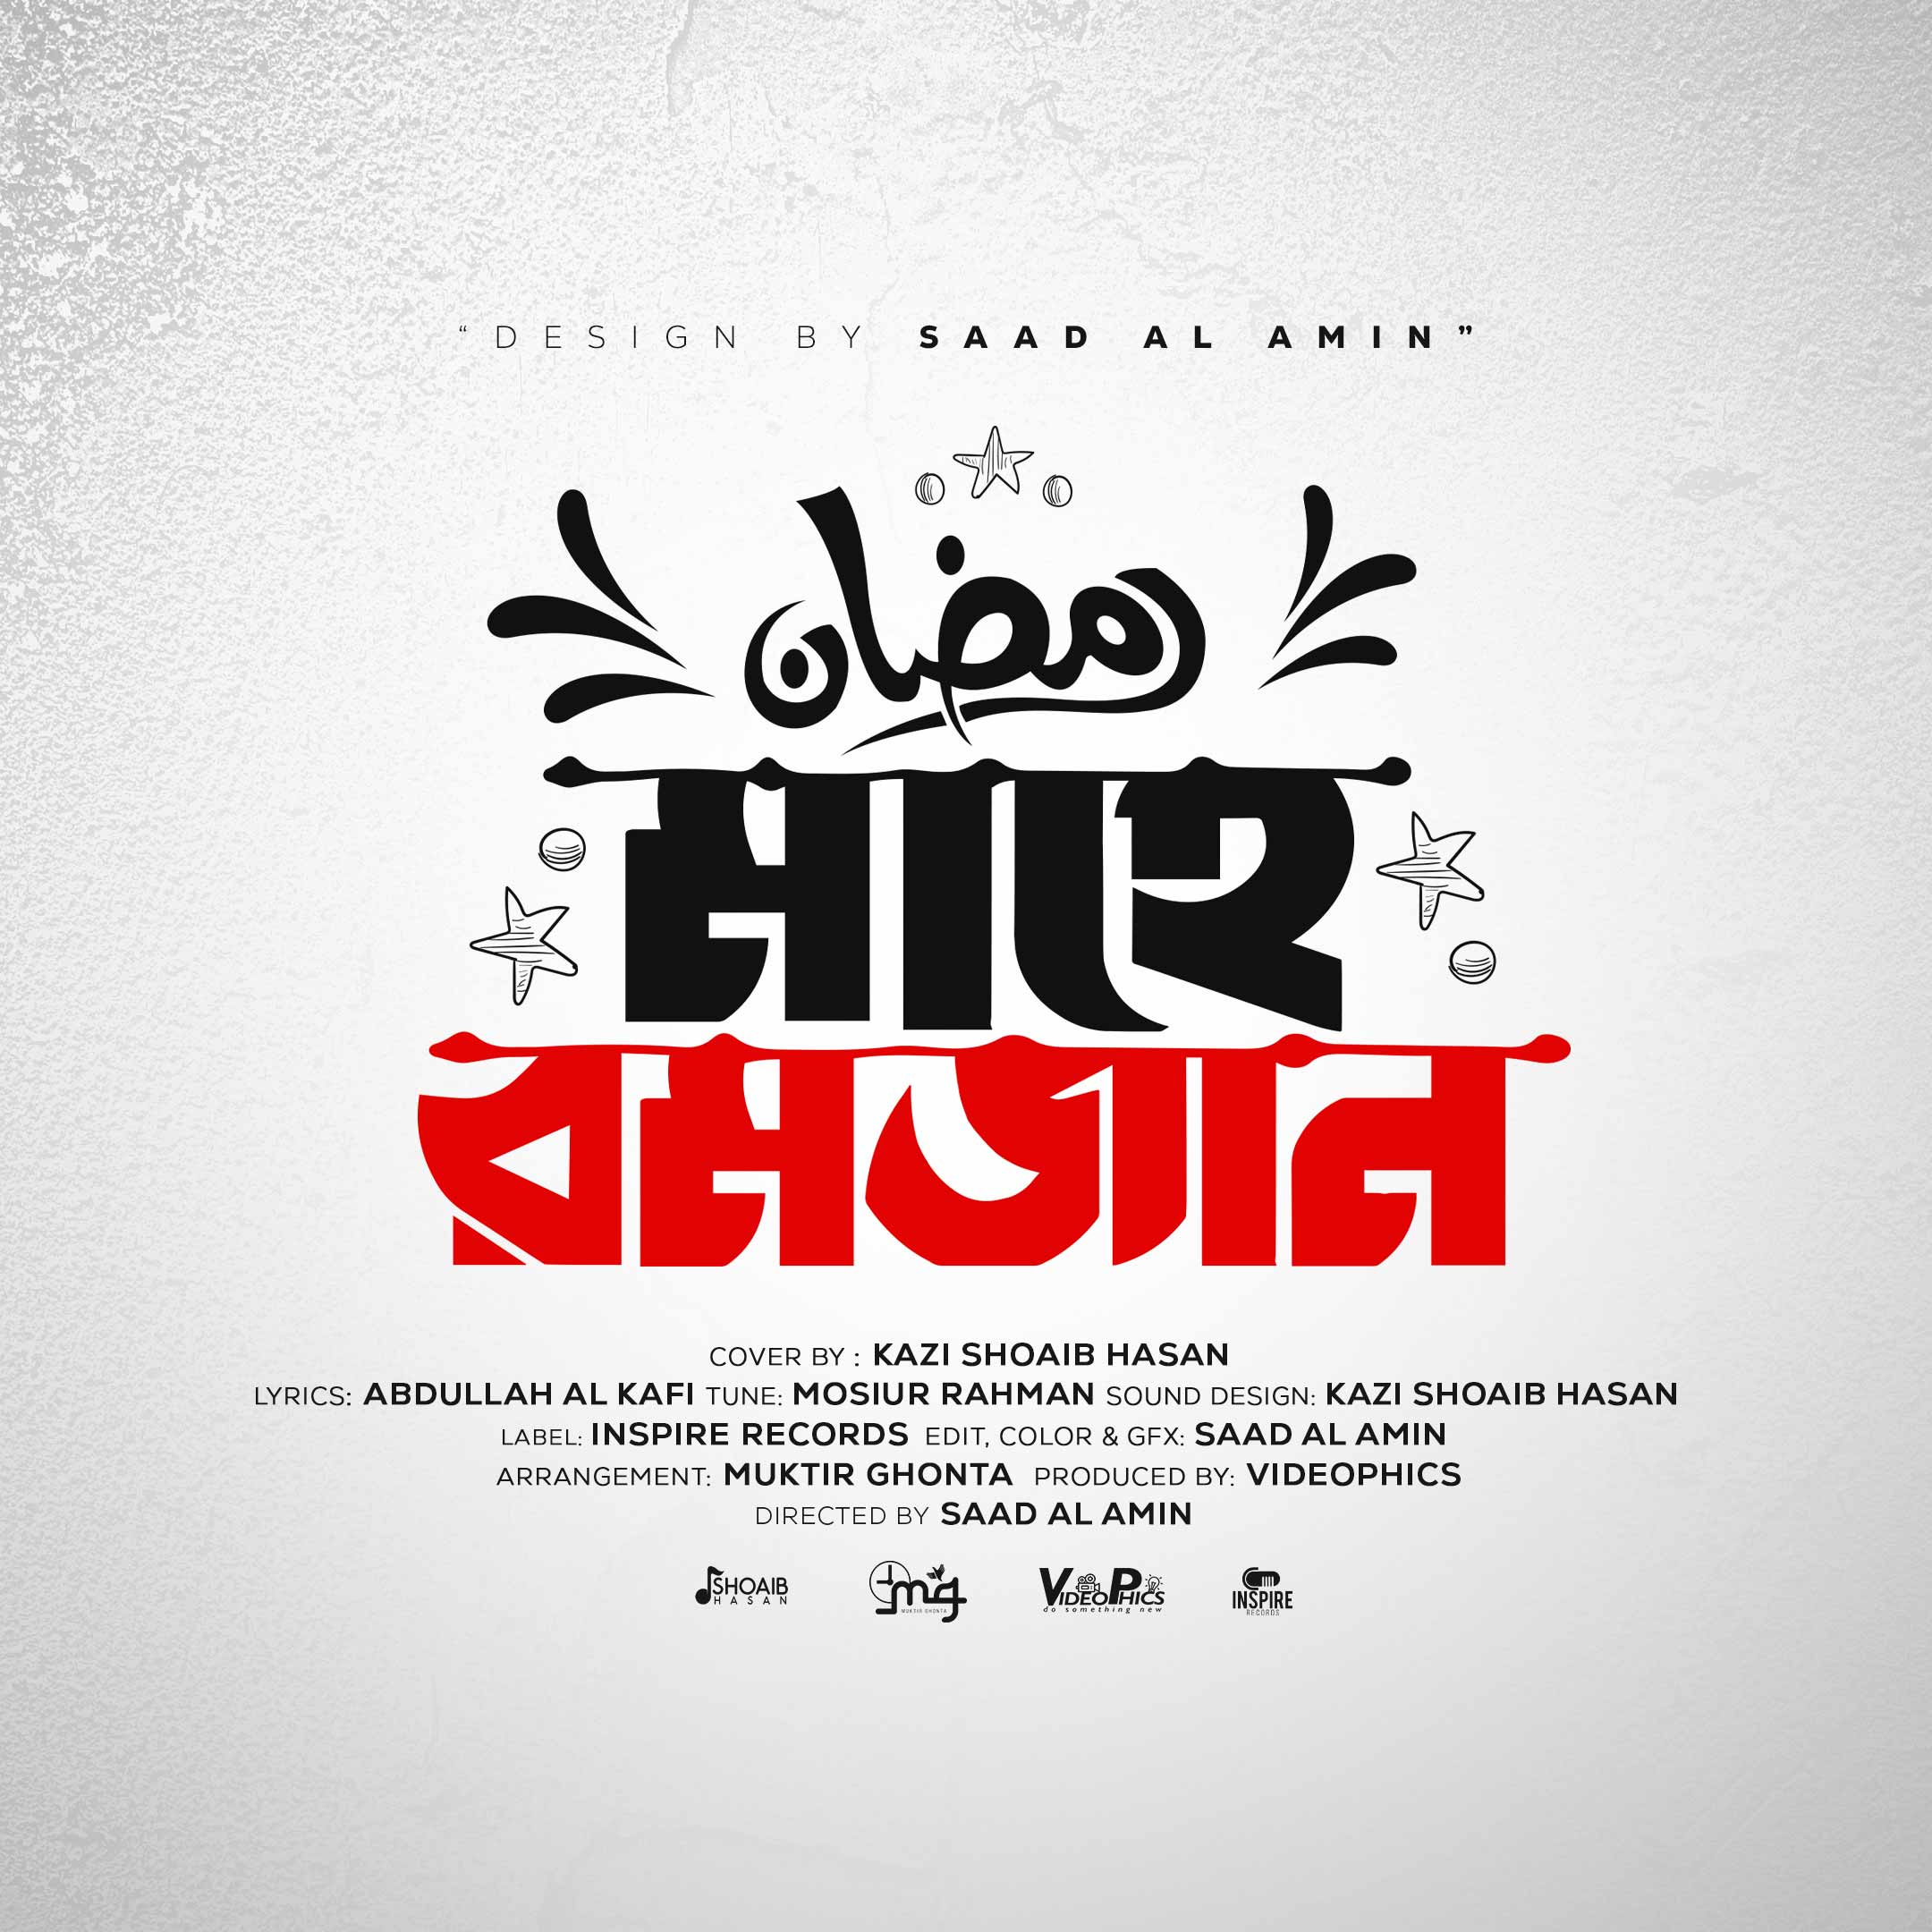 “DESIGN BY SAAD AL AMIN”
رمضان
মাহে
রমজান
COVER BY : KAZI SHOAIB HASAN
LYRICS: ABDULLAH AL KAFI TUNE: MOSIUR RAHMAN SOUND DESIGN: KAZI SHOAIB HASAN
LABEL: INSPIRE RECORDS EDIT, COLOR & GFX: SAAD AL AMIN
ARRANGEMENT: MUKTIR GHONTA PRODUCED BY: VIDEOPHICS
DIRECTED BY SAAD AL AMIN
SHOAIB
HASAN
mg
MUKTIR GHONTA
VIDEOPHICS
do something new
INSPIRE
RECORDS